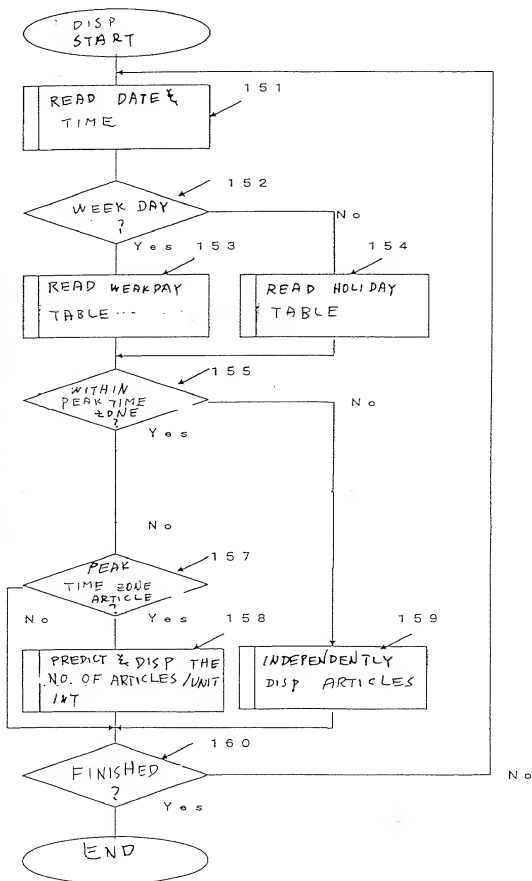 DISP
START
READ DATE &
TIME
151
WEEK DAY
?
152
No
Yes
153
154
READ WEAKDAY
TABLE...
READ HOLIDAY
TABLE
155
WITHIN
PEAK TIME
ZONE
?
No
Yes
No
157
PEAK
TIME ZONE
ARTICLE
?
No
Yes
158
159
PREDICT & DISP THE
NO. OF ARTICLES/UNIT
INT
INDEPENDENTLY
DISP ARTICLES
160
FINISHED
?
No
Yes
END